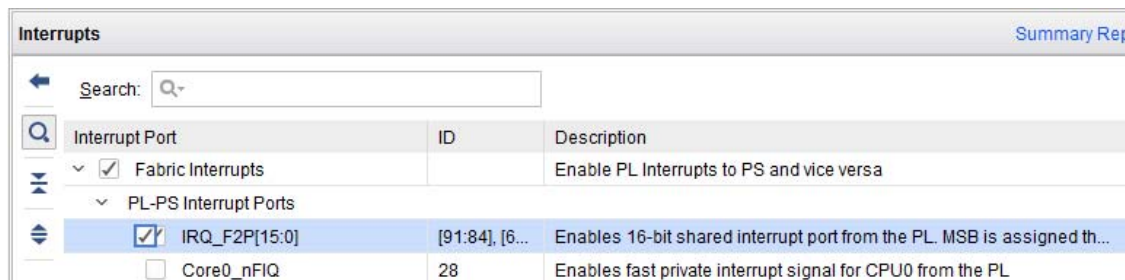 Interrupts Summary Rep
Search:
Interrupt Port ID Description
Fabric Interrupts Enable PL Interrupts to PS and vice versa
PL-PS Interrupt Ports
IRQ_F2P[15:0] [91:84], [6... Enables 16-bit shared interrupt port from the PL. MSB is assigned th...
Core0_nFIQ 28 Enables fast private interrupt signal for CPU0 from the PL